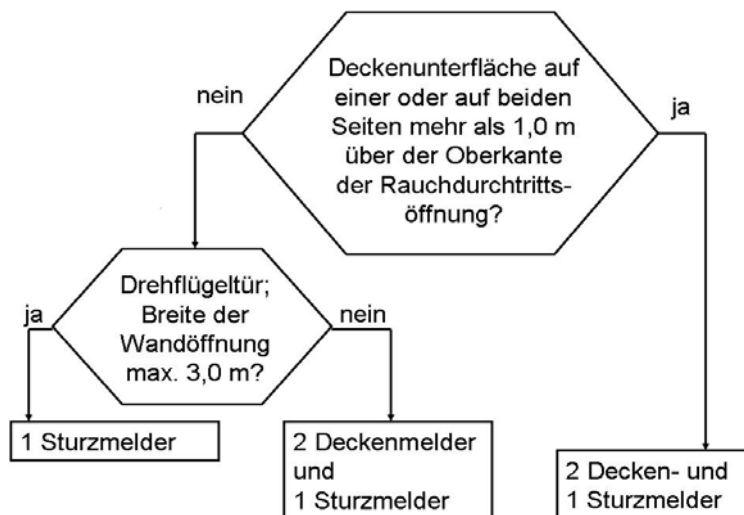 Deckenunterfläche auf
einer oder auf beiden
Seiten mehr als 1,0 m
über der Oberkante
der Rauchdurchtritts-
öffnung?
nein
ja
Drehflügeltür;
Breite der
Wandöffnung
max. 3,0 m?
ja
nein
1 Sturzmelder
2 Deckenmelder
und
1 Sturzmelder
2 Decken- und
1 Sturzmelder